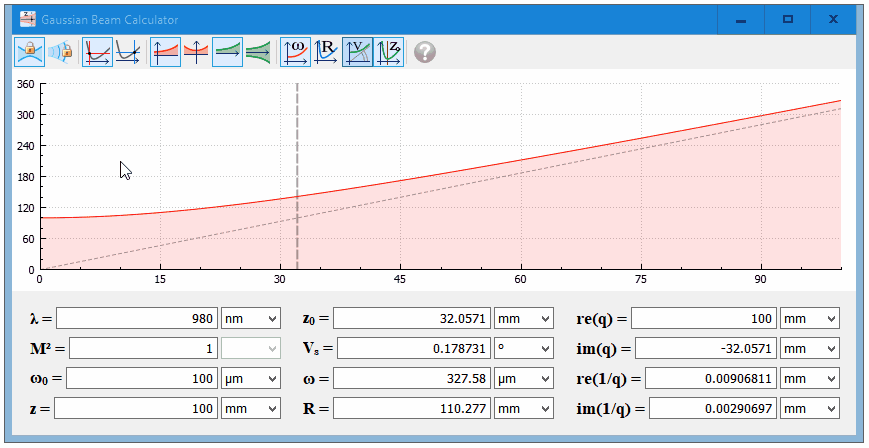 Gaussian Beam Calculator
ω R V z ?
360
300
240
180
120
60
0
0 15 30 45 60 75 90
λ = 980 nm z₀ = 32.0571 mm re(q) = 100 mm
M² = 1 Vₛ = 0.178731 ° im(q) = -32.0571 mm
ω₀ = 100 µm ω = 327.58 µm re(1/q) = 0.00906811 mm
z = 100 mm R = 110.277 mm im(1/q) = 0.00290697 mm